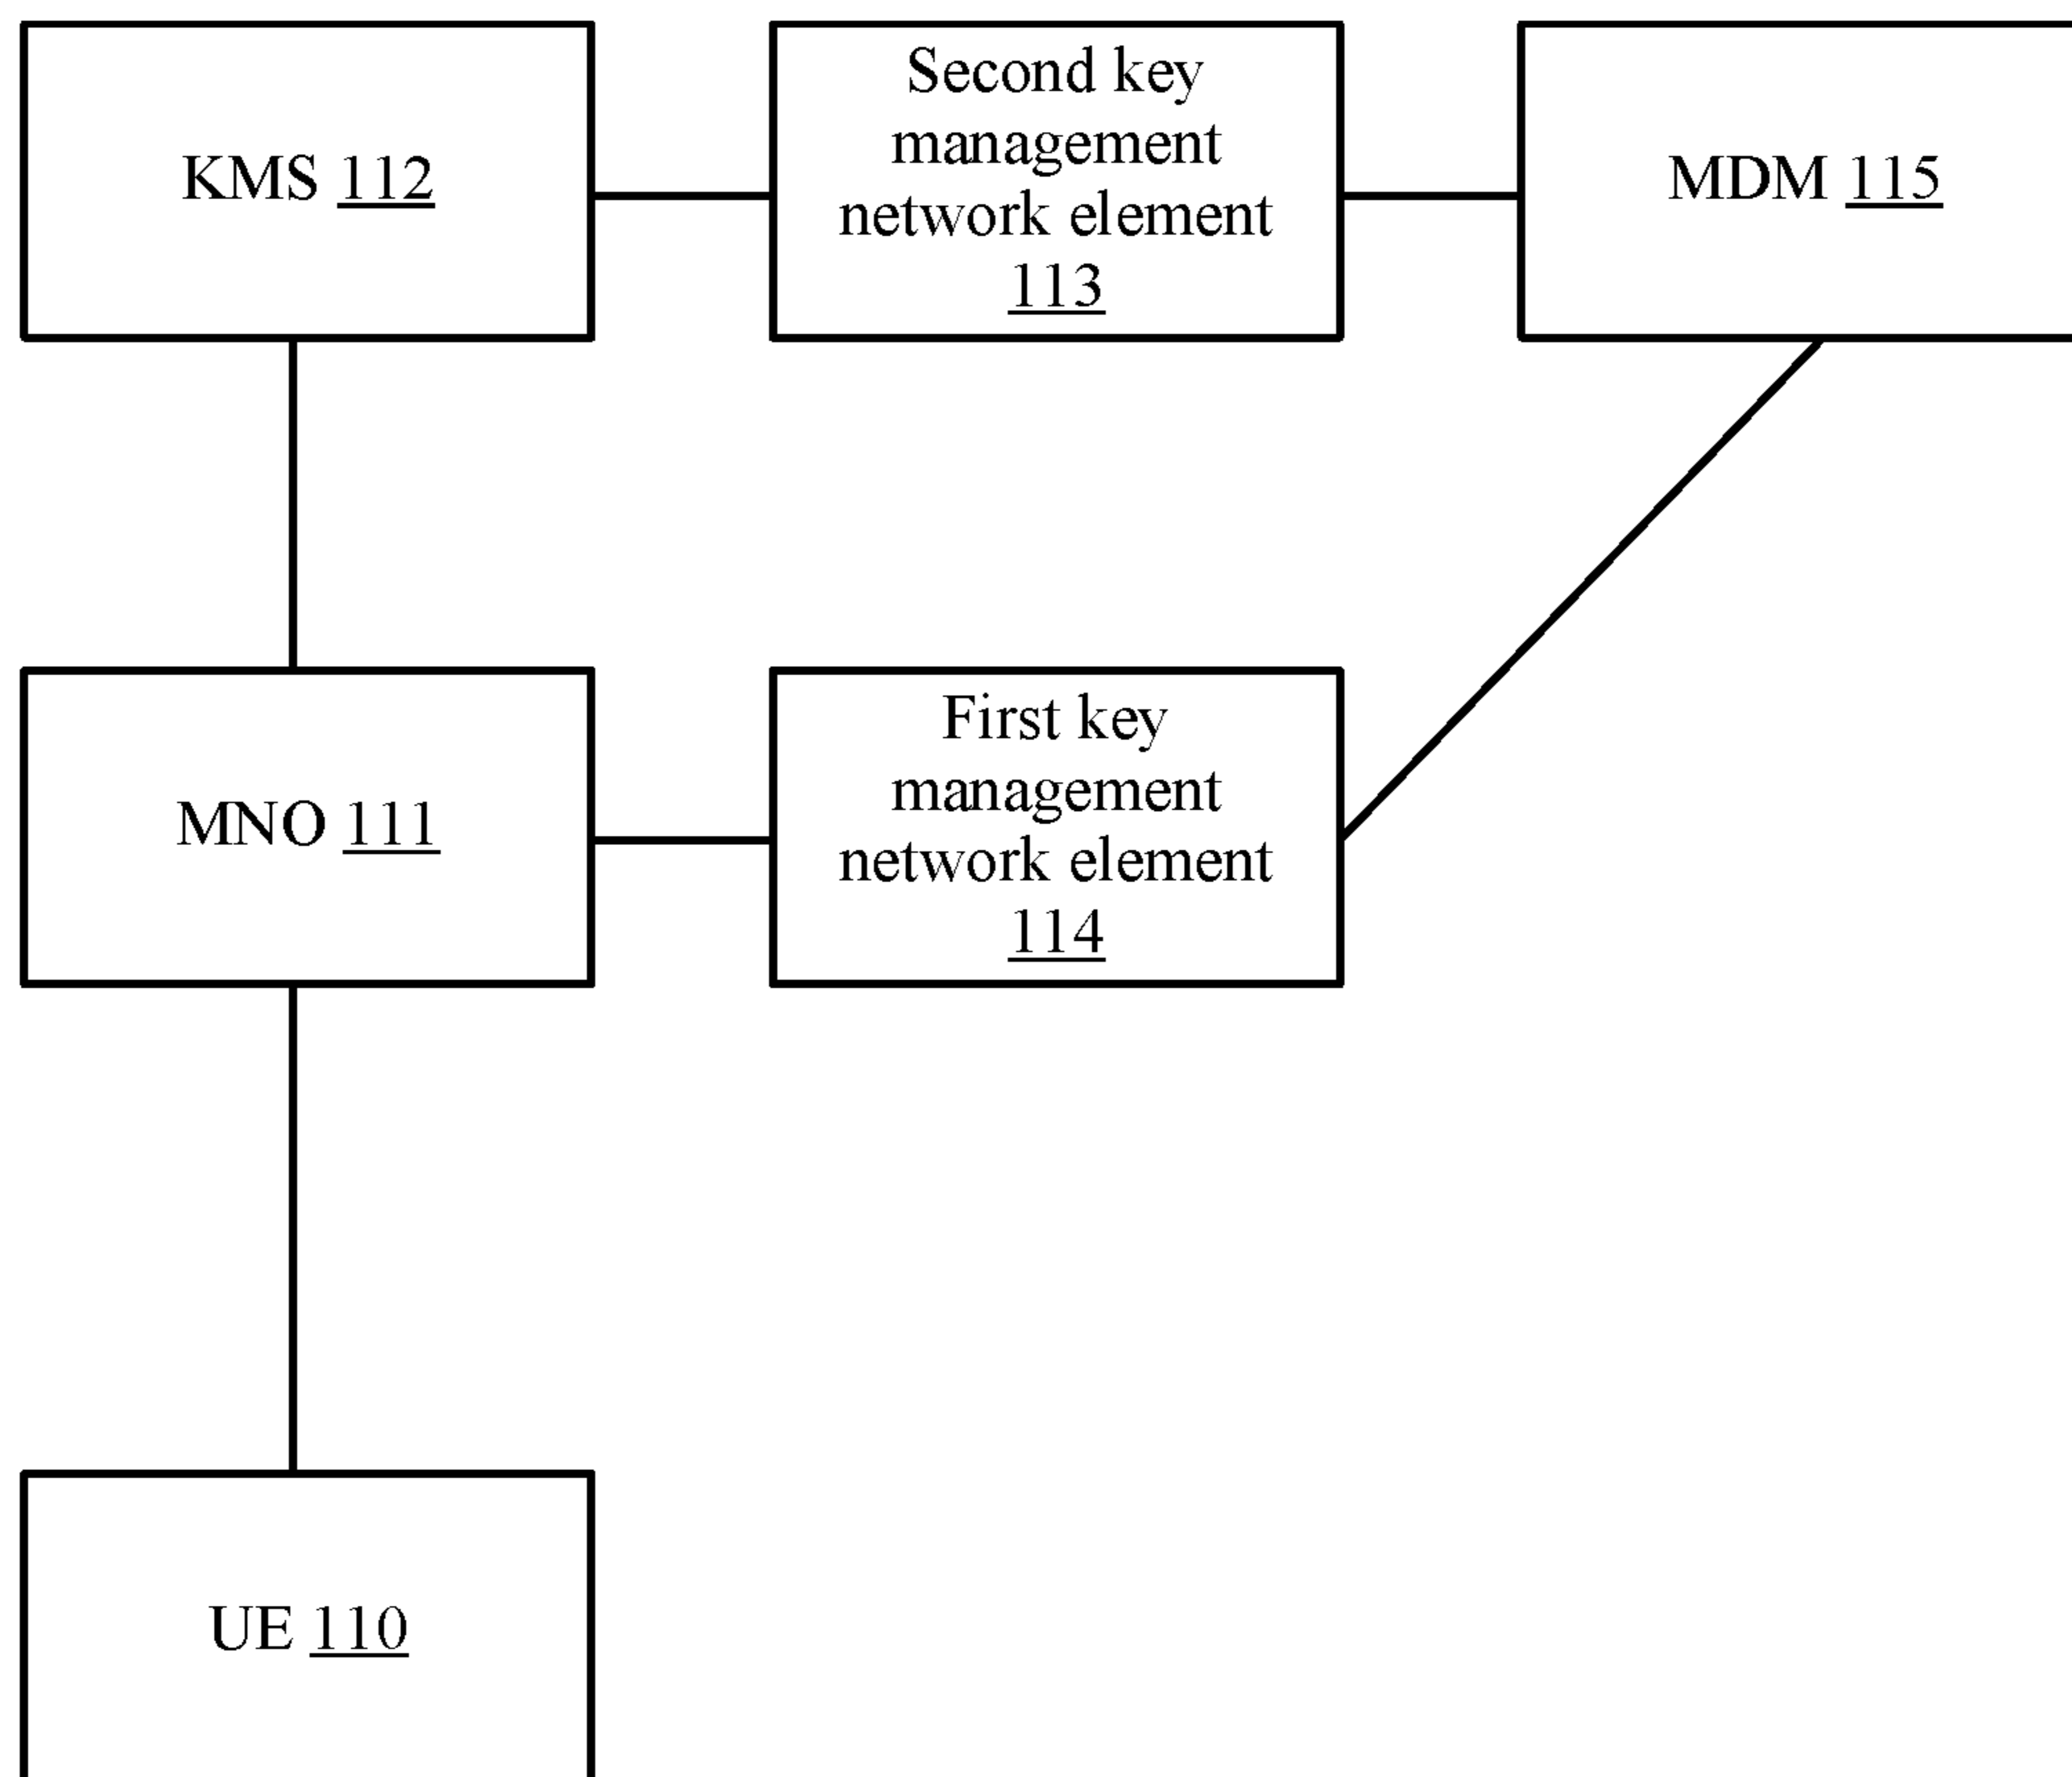 KMS 112
Second key
management
network element
113
MDM 115
MNO 111
First key
management
network element
114
UE 110